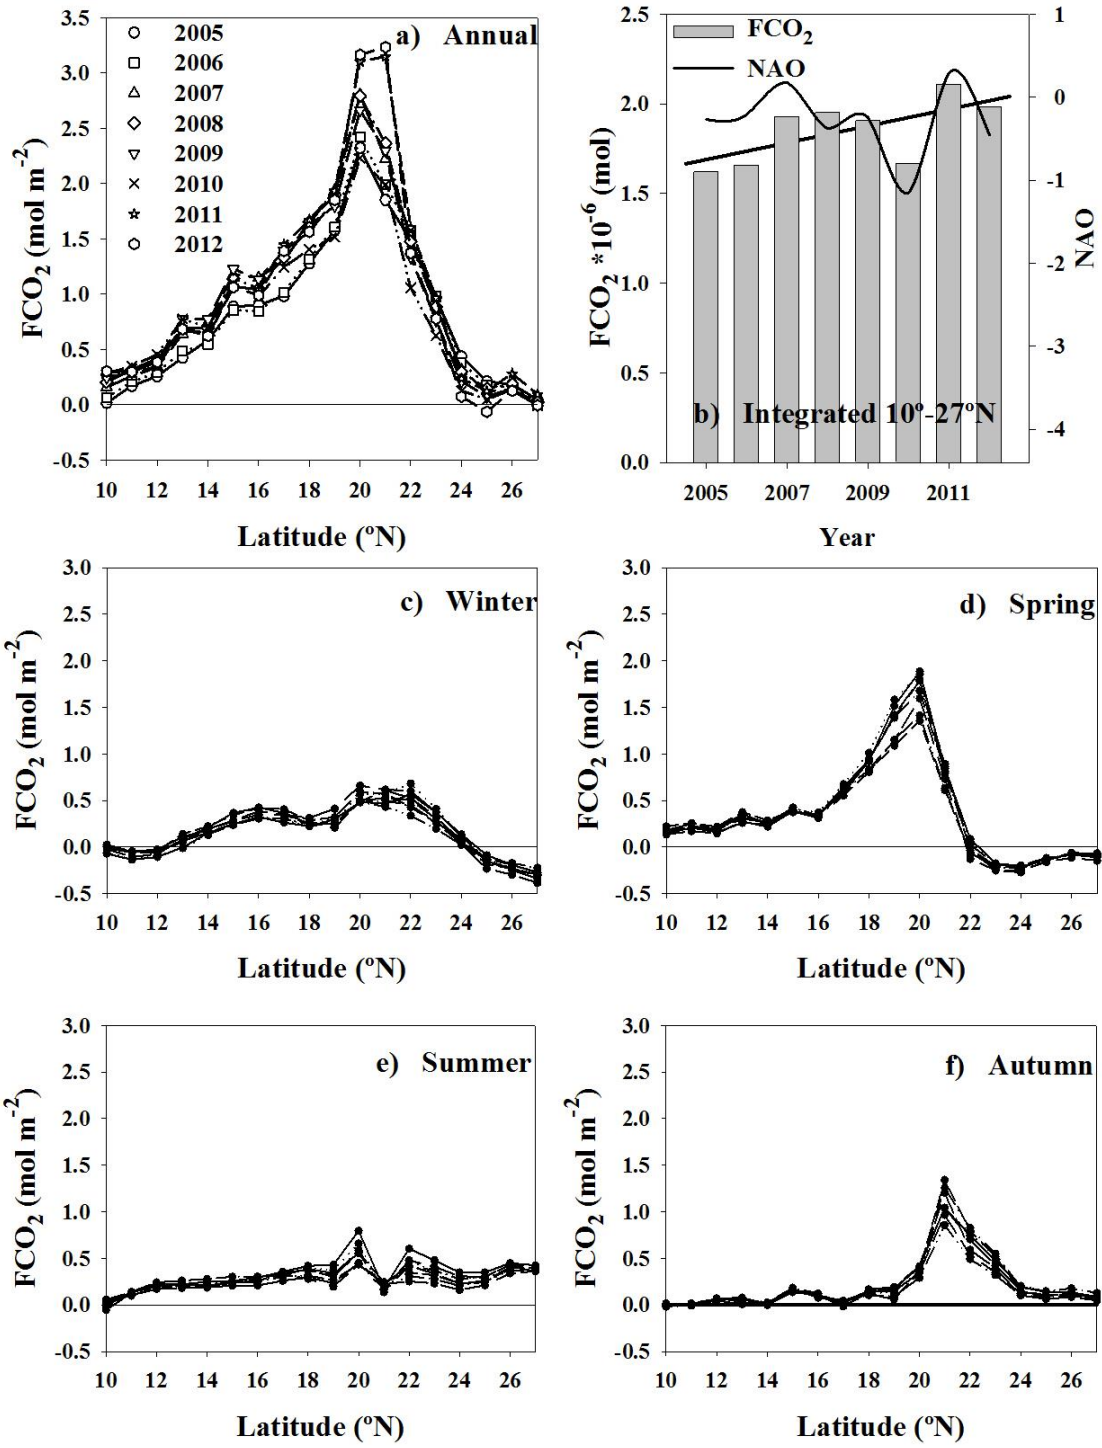 a) Annual
2005
2006
2007
2008
2009
2010
2011
2012
3.5
3.0
2.5
2.0
1.5
1.0
0.5
0.0
-0.5
FCO₂ (mol m⁻²)
10 12 14 16 18 20 22 24 26
Latitude (ºN)
FCO₂
NAO
2.5
2.0
1.5
1.0
0.5
0.0
FCO₂ *10⁻⁶ (mol)
1
0
-1
-2
-3
-4
NAO
b) Integrated 10º-27ºN
2005 2007 2009 2011
Year
c) Winter
3.0
2.5
2.0
1.5
1.0
0.5
0.0
-0.5
FCO₂ (mol m⁻²)
10 12 14 16 18 20 22 24 26
Latitude (ºN)
d) Spring
3.0
2.5
2.0
1.5
1.0
0.5
0.0
-0.5
FCO₂ (mol m⁻²)
10 12 14 16 18 20 22 24 26
Latitude (ºN)
e) Summer
3.0
2.5
2.0
1.5
1.0
0.5
0.0
-0.5
FCO₂ (mol m⁻²)
10 12 14 16 18 20 22 24 26
Latitude (ºN)
f) Autumn
3.0
2.5
2.0
1.5
1.0
0.5
0.0
-0.5
FCO₂ (mol m⁻²)
10 12 14 16 18 20 22 24 26
Latitude (ºN)